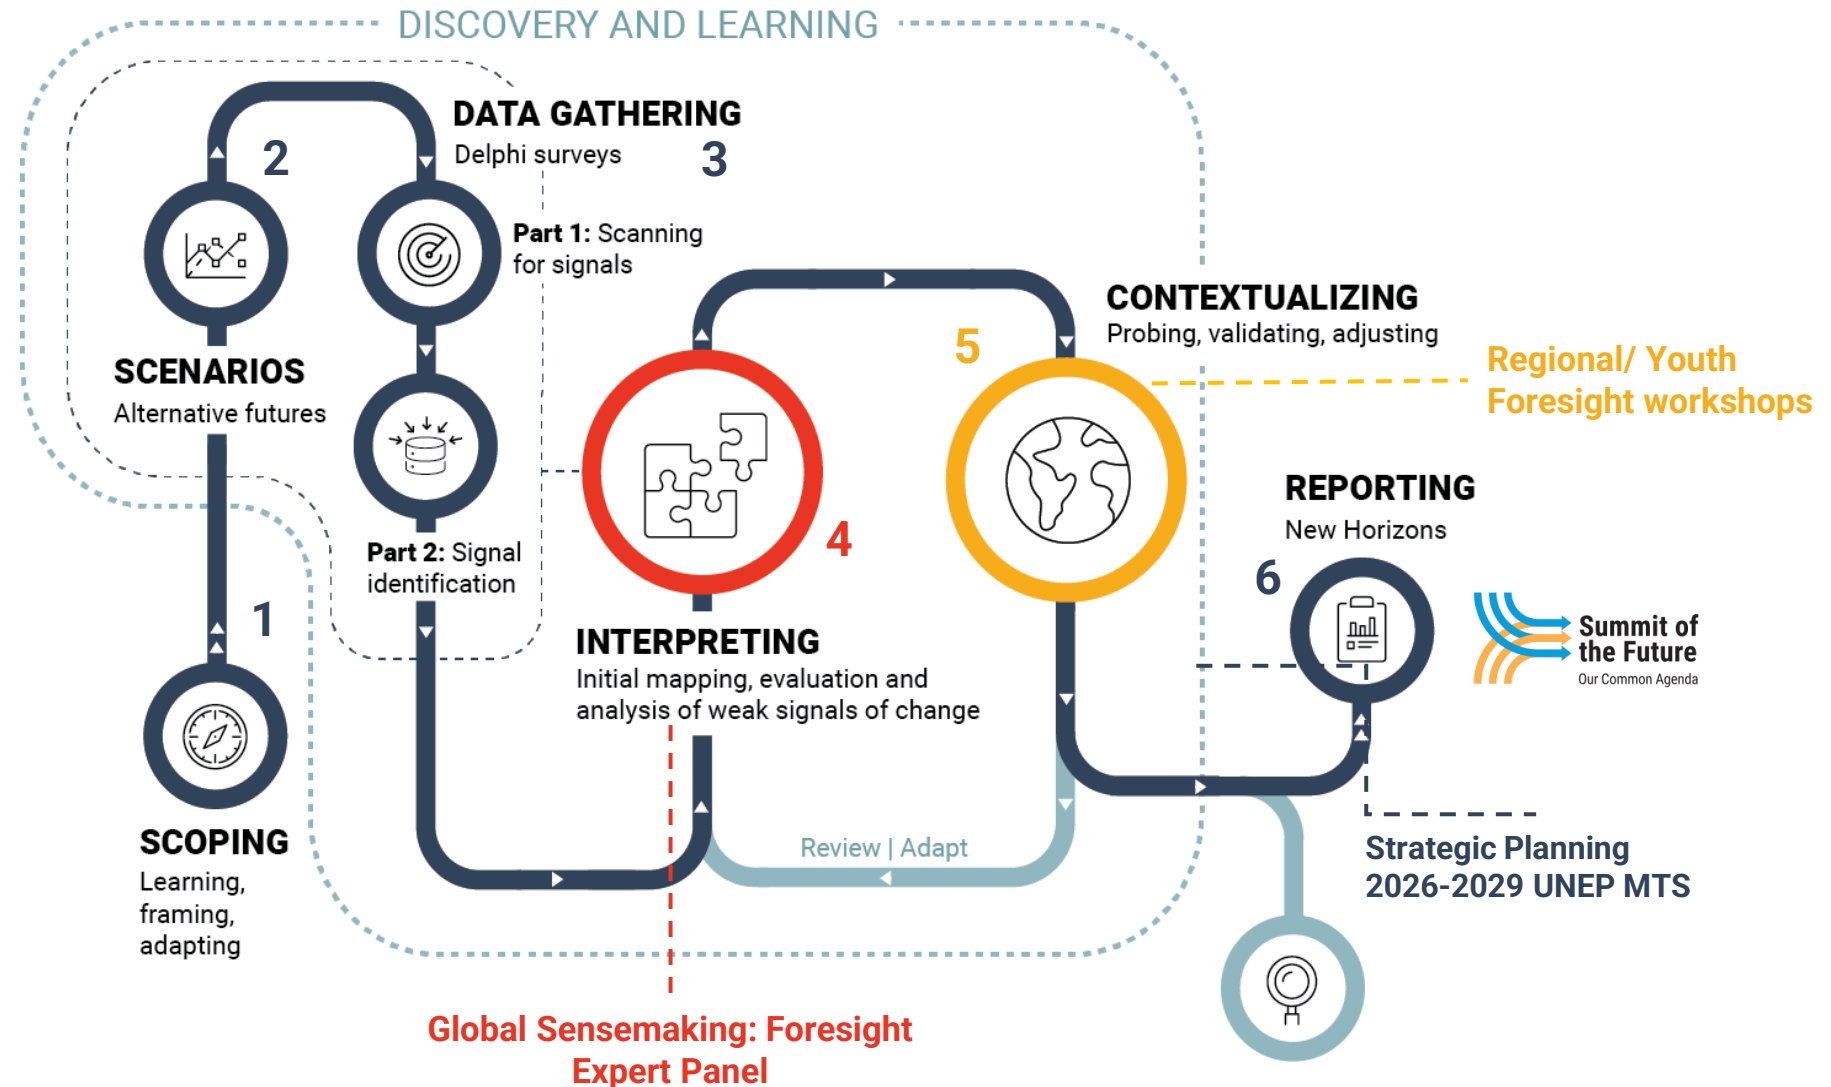 DISCOVERY AND LEARNING
DATA GATHERING
Delphi surveys
2
3
Part 1: Scanning
for signals
SCENARIOS
Alternative futures
CONTEXTUALIZING
Probing, validating, adjusting
5
Regional/ Youth
Foresight workshops
4
REPORTING
New Horizons
6
Part 2: Signal
identification
1
INTERPRETING
Initial mapping, evaluation and
analysis of weak signals of change
Summit of
the Future
Our Common Agenda
SCOPING
Learning,
framing,
adapting
Review | Adapt
Strategic Planning
2026-2029 UNEP MTS
Global Sensemaking: Foresight
Expert Panel